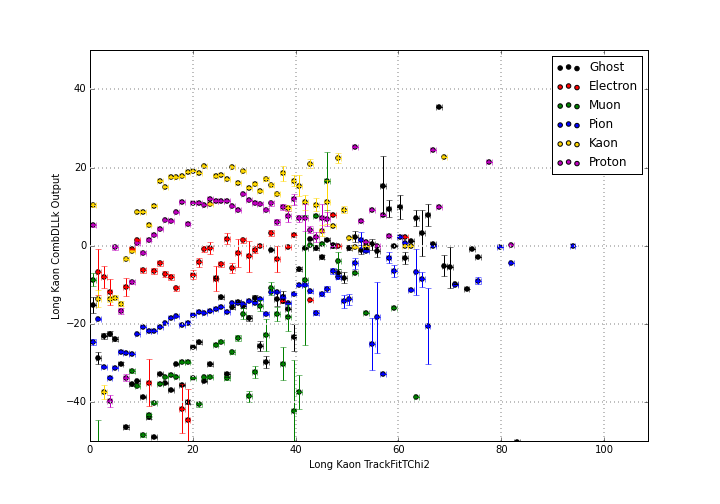 40
20
0
−20
−40
0
20
40
60
80
100
Long Kaon TrackFitTChi2
Long Kaon CombDLLk Output
Ghost
Electron
Muon
Pion
Kaon
Proton